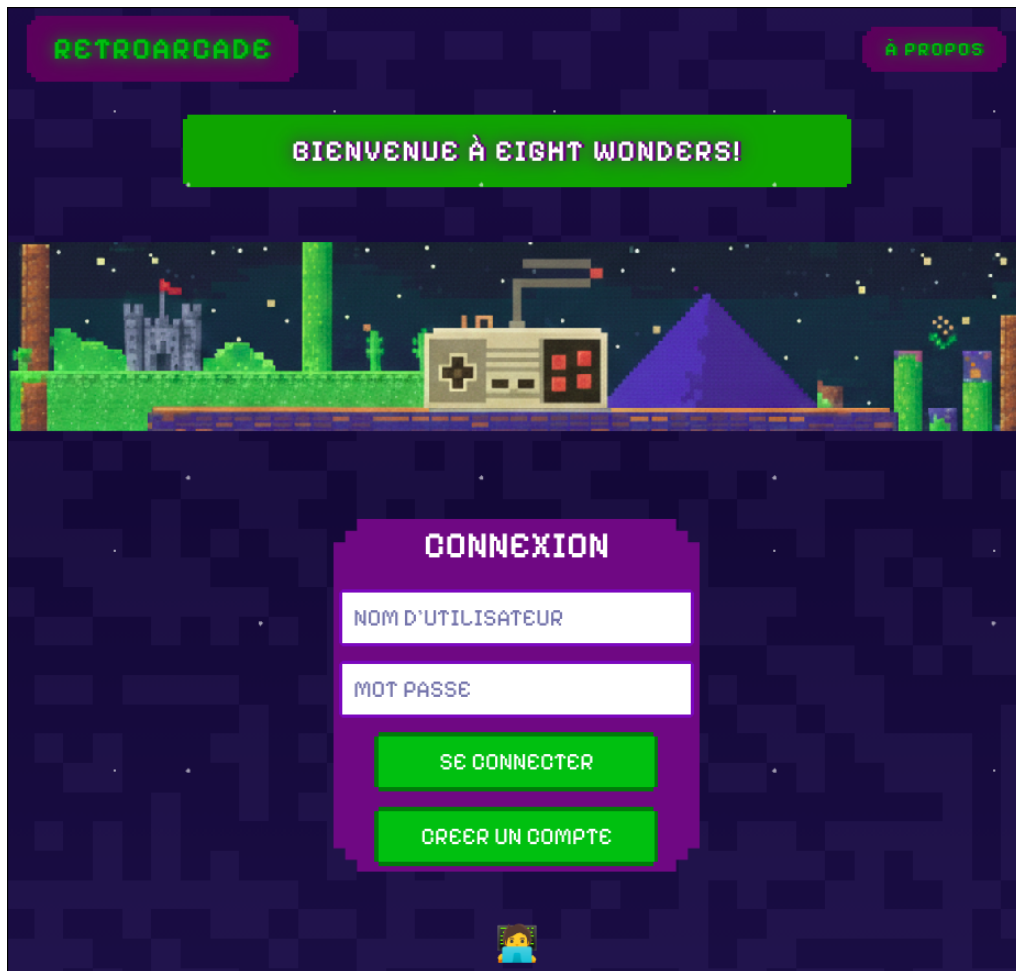 RETROARCADE
À PROPOS
BIENVENUE À EIGHT WONDERS!
CONNEXION
NOM D'UTILISATEUR
MOT PASSE
SE CONNECTER
CREER UN COMPTE